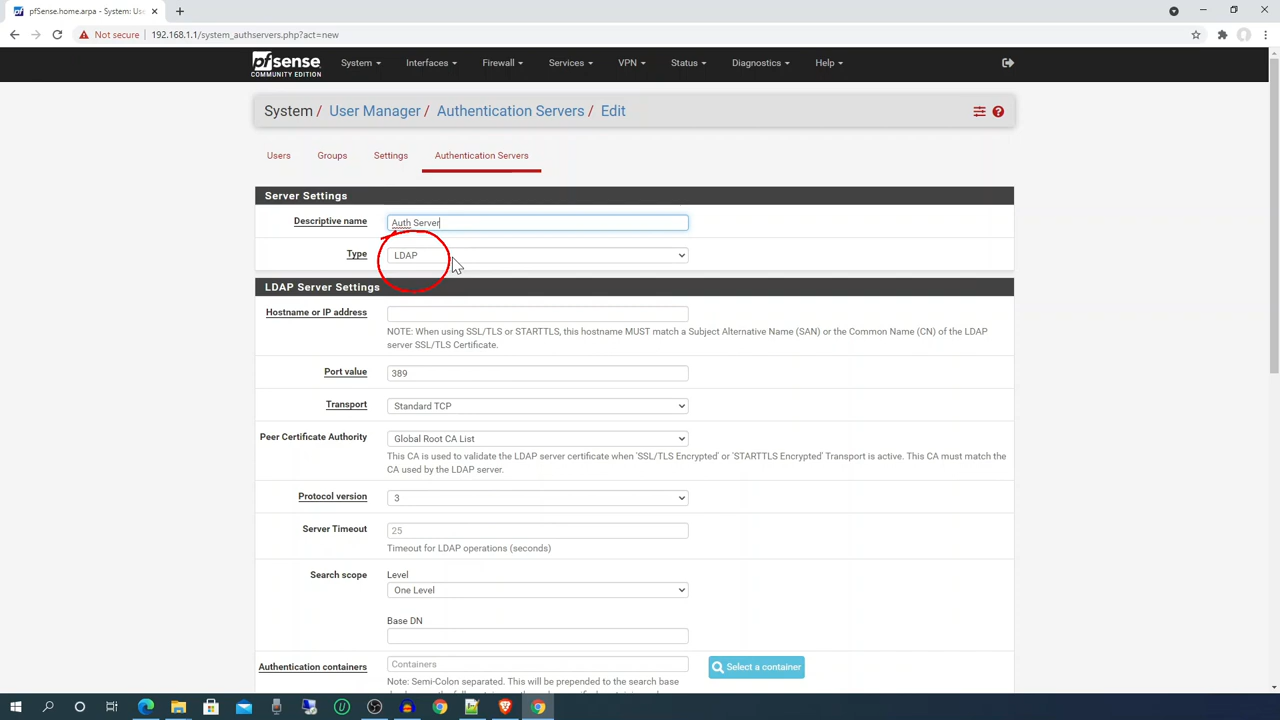 pfSense.home.arpa - System: Use
Not secure
192.168.1.1/system_authservers.php?act=new
pfsense
COMMUNITY EDITION
System
Interfaces
Firewall
Services
VPN
Status
Diagnostics
Help
System / User Manager / Authentication Servers / Edit
Users
Groups
Settings
Authentication Servers
Server Settings
Descriptive name
Auth Server
Type
LDAP
LDAP Server Settings
Hostname or IP address
NOTE: When using SSL/TLS or STARTTLS, this hostname MUST match a Subject Alternative Name (SAN) or the Common Name (CN) of the LDAP
server SSL/TLS Certificate.
Port value
389
Transport
Standard TCP
Peer Certificate Authority
Global Root CA List
This CA is used to validate the LDAP server certificate when 'SSL/TLS Encrypted' or 'STARTTLS Encrypted' Transport is active. This CA must match the
CA used by the LDAP server.
Protocol version
3
Server Timeout
25
Timeout for LDAP operations (seconds)
Search scope
Level
One Level
Base DN
Authentication containers
Containers
Select a container
Note: Semi-Colon separated. This will be prepended to the search base